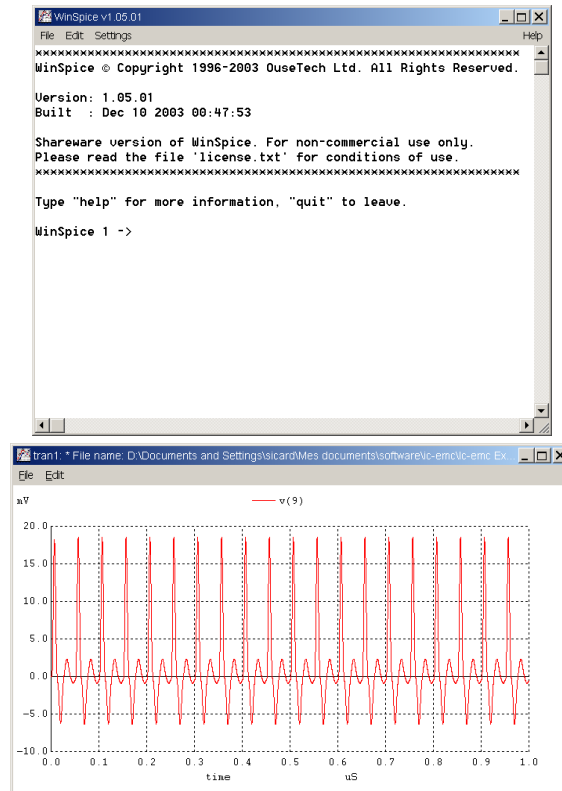 WinSpice v1.05.01
File Edit Settings Help
********************************************************************
WinSpice © Copyright 1996-2003 OuseTech Ltd. All Rights Reserved.
Version: 1.05.01
Built : Dec 10 2003 00:47:53
Shareware version of WinSpice. For non-commercial use only.
Please read the file 'license.txt' for conditions of use.
********************************************************************
Type "help" for more information, "quit" to leave.
WinSpice 1 ->
tran1: * File name: D:\Documents and Settings\sicard\Mes documents\software\ic-emc\Ic-emc Ex...
File Edit
mV
v(9)
20.0
15.0
10.0
5.0
0.0
-5.0
-10.0
0.0 0.1 0.2 0.3 0.4 0.5 0.6 0.7 0.8 0.9 1.0
time uS